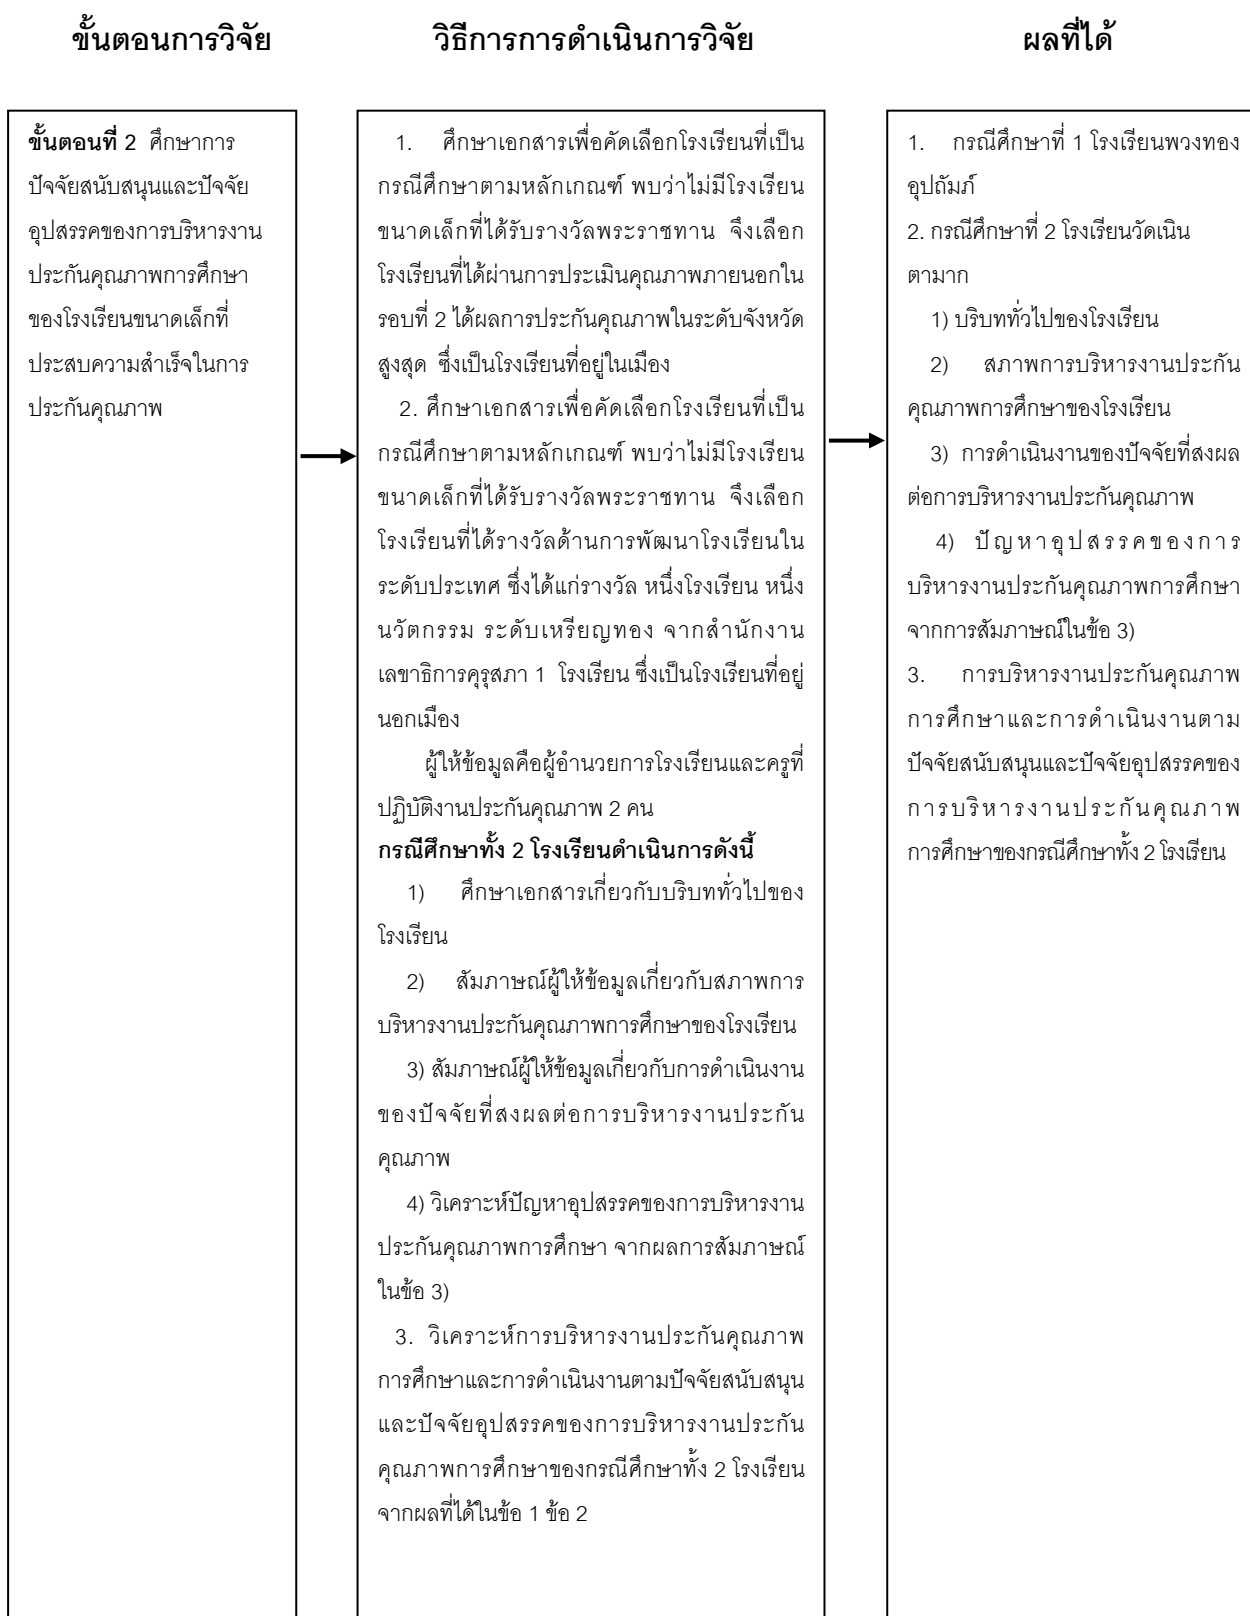 ขั้นตอนการวิจัย
วิธีการการดำเนินการวิจัย
ผลที่ได้
ขั้นตอนที่ 2 ศึกษาการ
ปัจจัยสนับสนุนและปัจจัย
อุปสรรคของการบริหารงาน
ประกันคุณภาพการศึกษา
ของโรงเรียนขนาดเล็กที่
ประสบความสำเร็จในการ
ประกันคุณภาพ
1. ศึกษาเอกสารเพื่อคัดเลือกโรงเรียนที่เป็น
กรณีศึกษาตามหลักเกณฑ์ พบว่าไม่มีโรงเรียน
ขนาดเล็กที่ได้รับรางวัลพระราชทาน จึงเลือก
โรงเรียนที่ได้ผ่านการประเมินคุณภาพภายนอกใน
รอบที่ 2 ได้ผลการประกันคุณภาพในระดับจังหวัด
สูงสุด ซึ่งเป็นโรงเรียนที่อยู่ในเมือง
2. ศึกษาเอกสารเพื่อคัดเลือกโรงเรียนที่เป็น
กรณีศึกษาตามหลักเกณฑ์ พบว่าไม่มีโรงเรียน
ขนาดเล็กที่ได้รับรางวัลพระราชทาน จึงเลือก
โรงเรียนที่ได้รางวัลด้านการพัฒนาโรงเรียนใน
ระดับประเทศ ซึ่งได้แก่รางวัล หนึ่งโรงเรียน หนึ่ง
นวัตกรรม ระดับเหรียญทอง จากสำนักงาน
เลขาธิการคุรุสภา 1 โรงเรียน ซึ่งเป็นโรงเรียนที่อยู่
นอกเมือง
ผู้ให้ข้อมูลคือผู้อำนวยการโรงเรียนและครูที่
ปฏิบัติงานประกันคุณภาพ 2 คน
กรณีศึกษาทั้ง 2 โรงเรียนดำเนินการดังนี้
1) ศึกษาเอกสารเกี่ยวกับบริบททั่วไปของ
โรงเรียน
2) สัมภาษณ์ผู้ให้ข้อมูลเกี่ยวกับสภาพการ
บริหารงานประกันคุณภาพการศึกษาของโรงเรียน
3) สัมภาษณ์ผู้ให้ข้อมูลเกี่ยวกับการดำเนินงาน
ของปัจจัยที่สงผลต่อการบริหารงานประกัน
คุณภาพ
4) วิเคราะห์ปัญหาอุปสรรคของการบริหารงาน
ประกันคุณภาพการศึกษา จากผลการสัมภาษณ์
ในข้อ 3)
3. วิเคราะห์การบริหารงานประกันคุณภาพ
การศึกษาและการดำเนินงานตามปัจจัยสนับสนุน
และปัจจัยอุปสรรคของการบริหารงานประกัน
คุณภาพการศึกษาของกรณีศึกษาทั้ง 2 โรงเรียน
จากผลที่ได้ในข้อ 1 ข้อ 2
1. กรณีศึกษาที่ 1 โรงเรียนพวงทอง
อุปถัมภ์
2. กรณีศึกษาที่ 2 โรงเรียนวัดเนิน
ตามาก
1) บริบททั่วไปของโรงเรียน
2) สภาพการบริหารงานประกัน
คุณภาพการศึกษาของโรงเรียน
3) การดำเนินงานของปัจจัยที่สงผล
ต่อการบริหารงานประกันคุณภาพ
4) ปัญหาอุปสรรคของการ
บริหารงานประกันคุณภาพการศึกษา
จากการสัมภาษณ์ในข้อ 3)
3. การบริหารงานประกันคุณภาพ
การศึกษาและการดำเนินงานตาม
ปัจจัยสนับสนุนและปัจจัยอุปสรรคของ
การบริหารงานประกันคุณภาพ
การศึกษาของกรณีศึกษาทั้ง 2 โรงเรียน